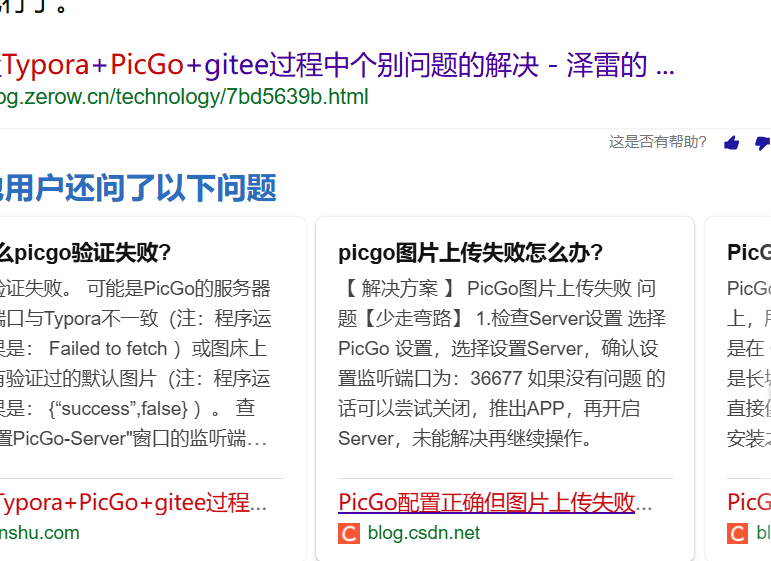 行了。
Typora+PicGo+gitee过程中个别问题的解决 - 泽雷的 ...
og.zerow.cn/technology/7bd5639b.html
这是否有帮助?
用户还问了以下问题
么picgo验证失败?
验证失败。 可能是PicGo的服务器
端口与Typora不一致（注：程序运
果是： Failed to fetch ）或图床上
有验证过的默认图片（注：程序运
果是： {“success”,false} ）。 查
置PicGo-Server"窗口的监听端…
Typora+PicGo+gitee过程...
nshu.com
picgo图片上传失败怎么办?
【 解决方案 】 PicGo图片上传失败 问
题【少走弯路】 1.检查Server设置 选择
PicGo 设置，选择设置Server，确认设
置监听端口为：36677 如果没有问题 的
话可以尝试关闭，推出APP，再开启
Server，未能解决再继续操作。
PicGo配置正确但图片上传失败...
blog.csdn.net
PicG
PicGo
上，用
是在
是长城
直接
安装之
PicG
bl